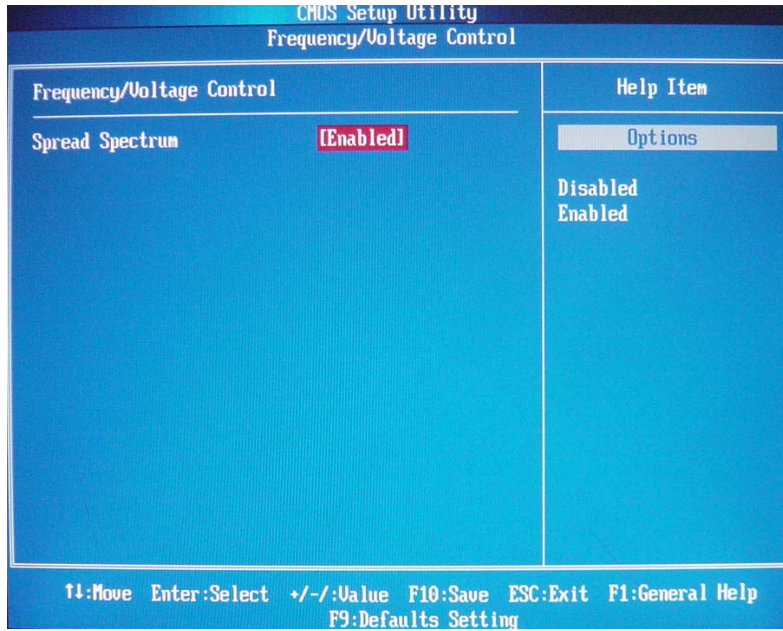 CMOS Setup Utility
Frequency/Voltage Control
Frequency/Voltage Control
Help Item
Spread Spectrum [Enabled]
Options
Disabled
Enabled
↑↓:Move Enter:Select +/-/:Value F10:Save ESC:Exit F1:General Help
F9:Defaults Setting